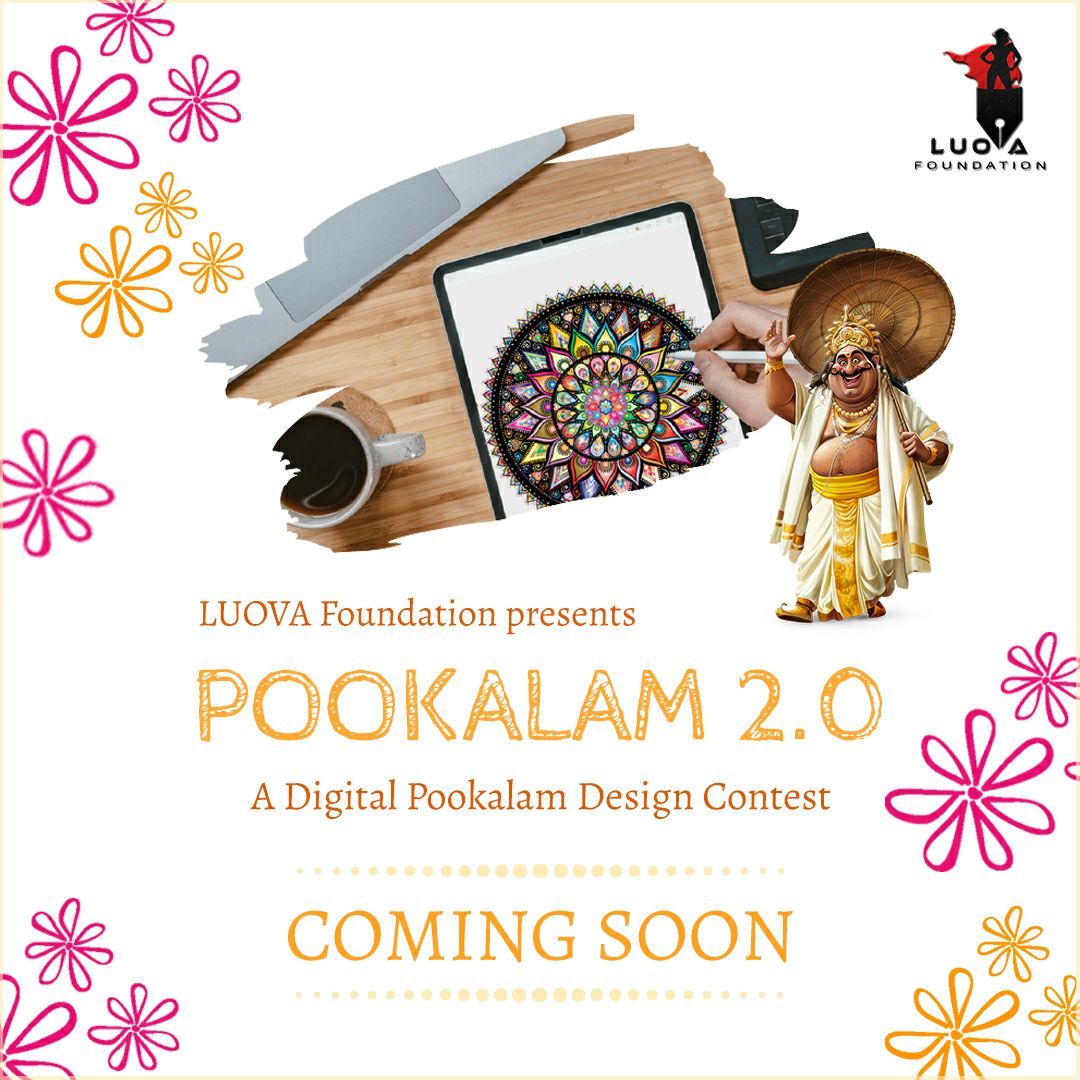 LUOVA
FOUNDATION
LUOVA Foundation presents
POOKALAM 2.0
A Digital Pookalam Design Contest
COMING SOON